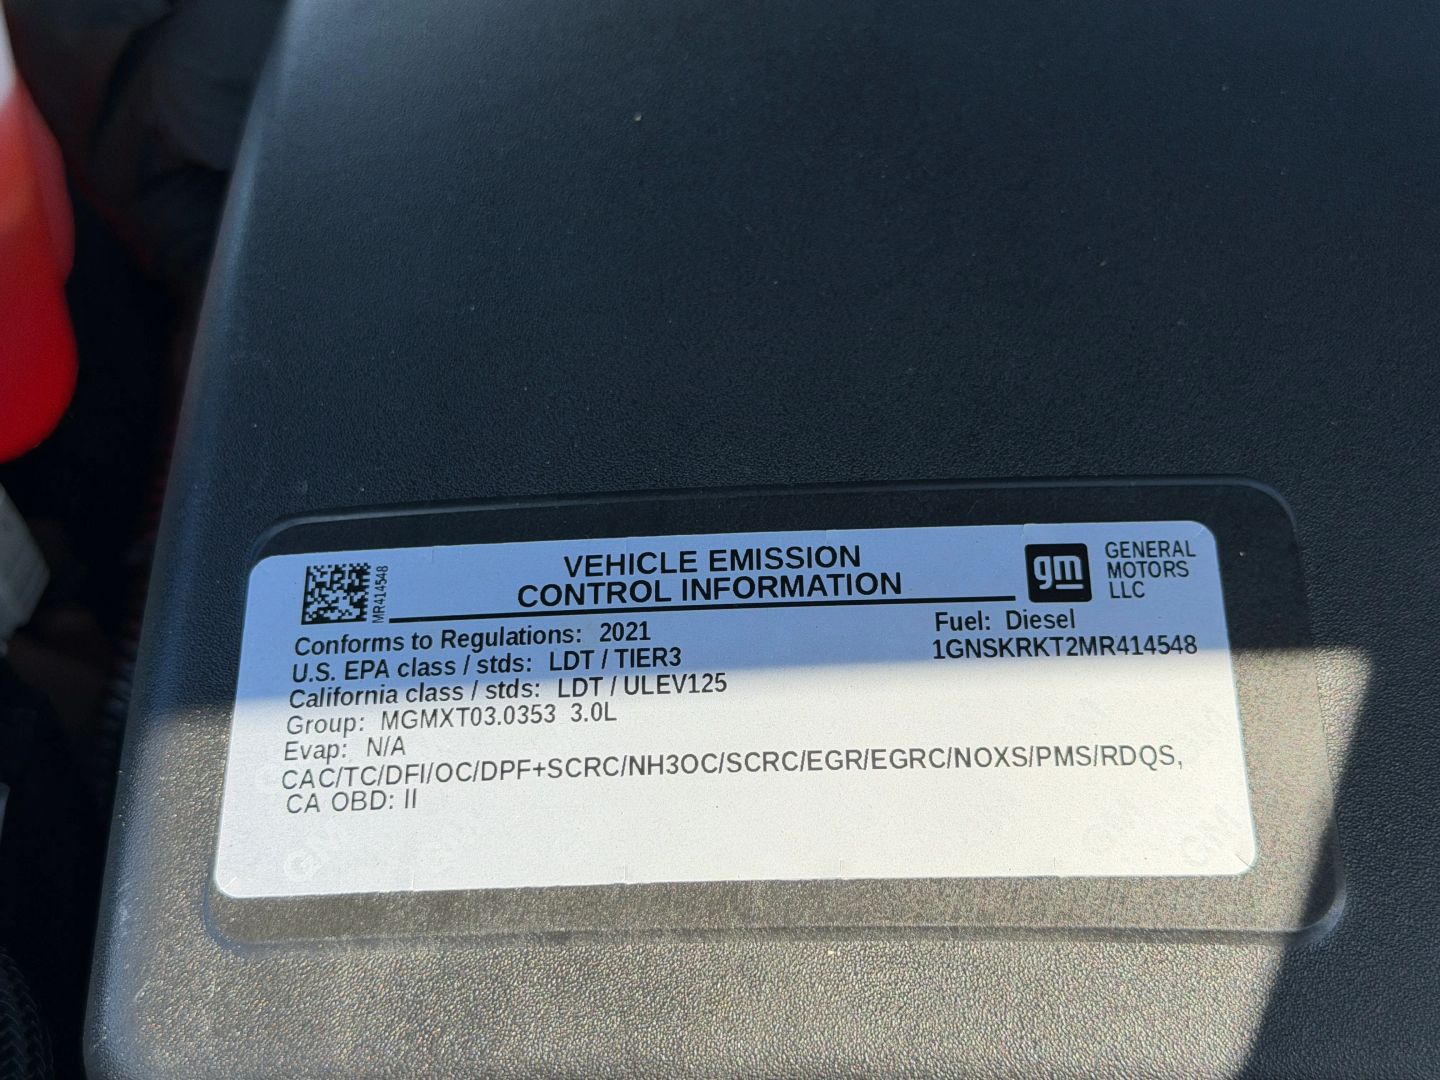 MR414548
VEHICLE EMISSION
CONTROL INFORMATION
gm
GENERAL
MOTORS
LLC
Conforms to Regulations: 2021
U.S. EPA class / stds: LDT / TIER3
California class / stds: LDT / ULEV125
Group: MGMXT03.0353 3.0L
Evap: N/A
Fuel: Diesel
1GNSKRKT2MR414548
CAC/TC/DFI/OC/DPF+SCRC/NH3OC/SCRC/EGR/EGRC/NOXS/PMS/RDQS,
CA OBD: II